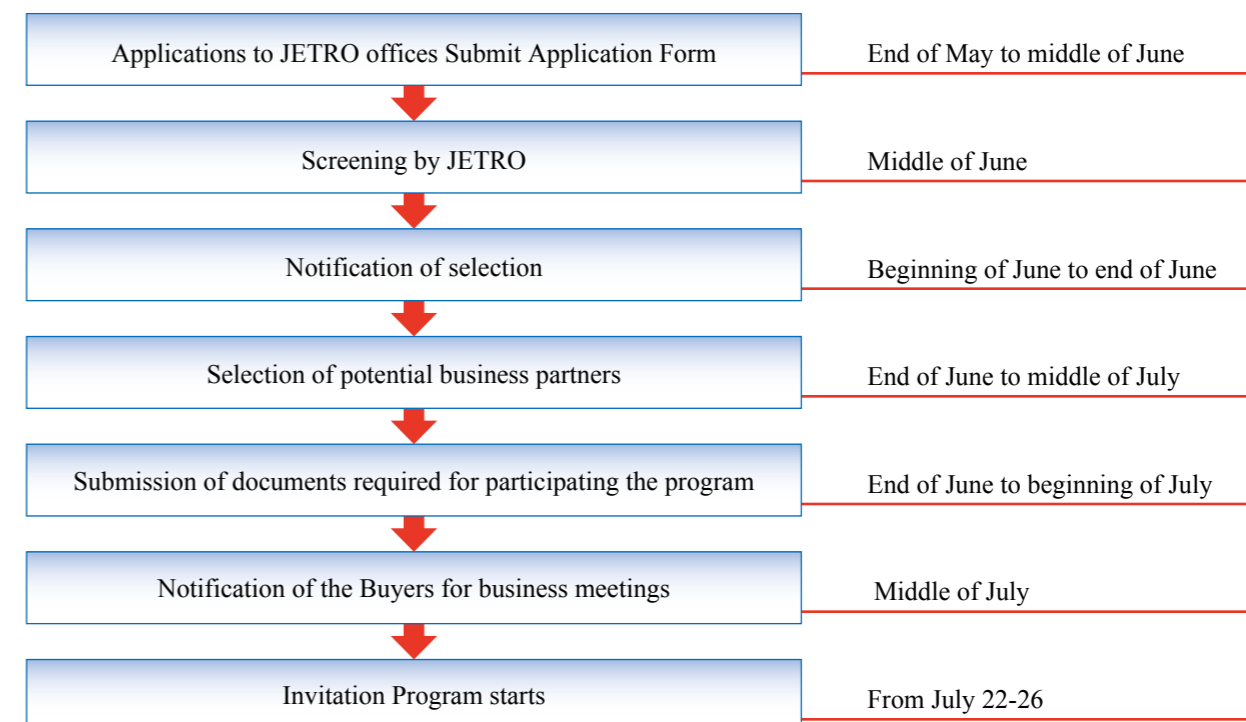 Applications to JETRO offices Submit Application Form
End of May to middle of June
Screening by JETRO
Middle of June
Notification of selection
Beginning of June to end of June
Selection of potential business partners
End of June to middle of July
Submission of documents required for participating the program
End of June to beginning of July
Notification of the Buyers for business meetings
Middle of July
Invitation Program starts
From July 22-26